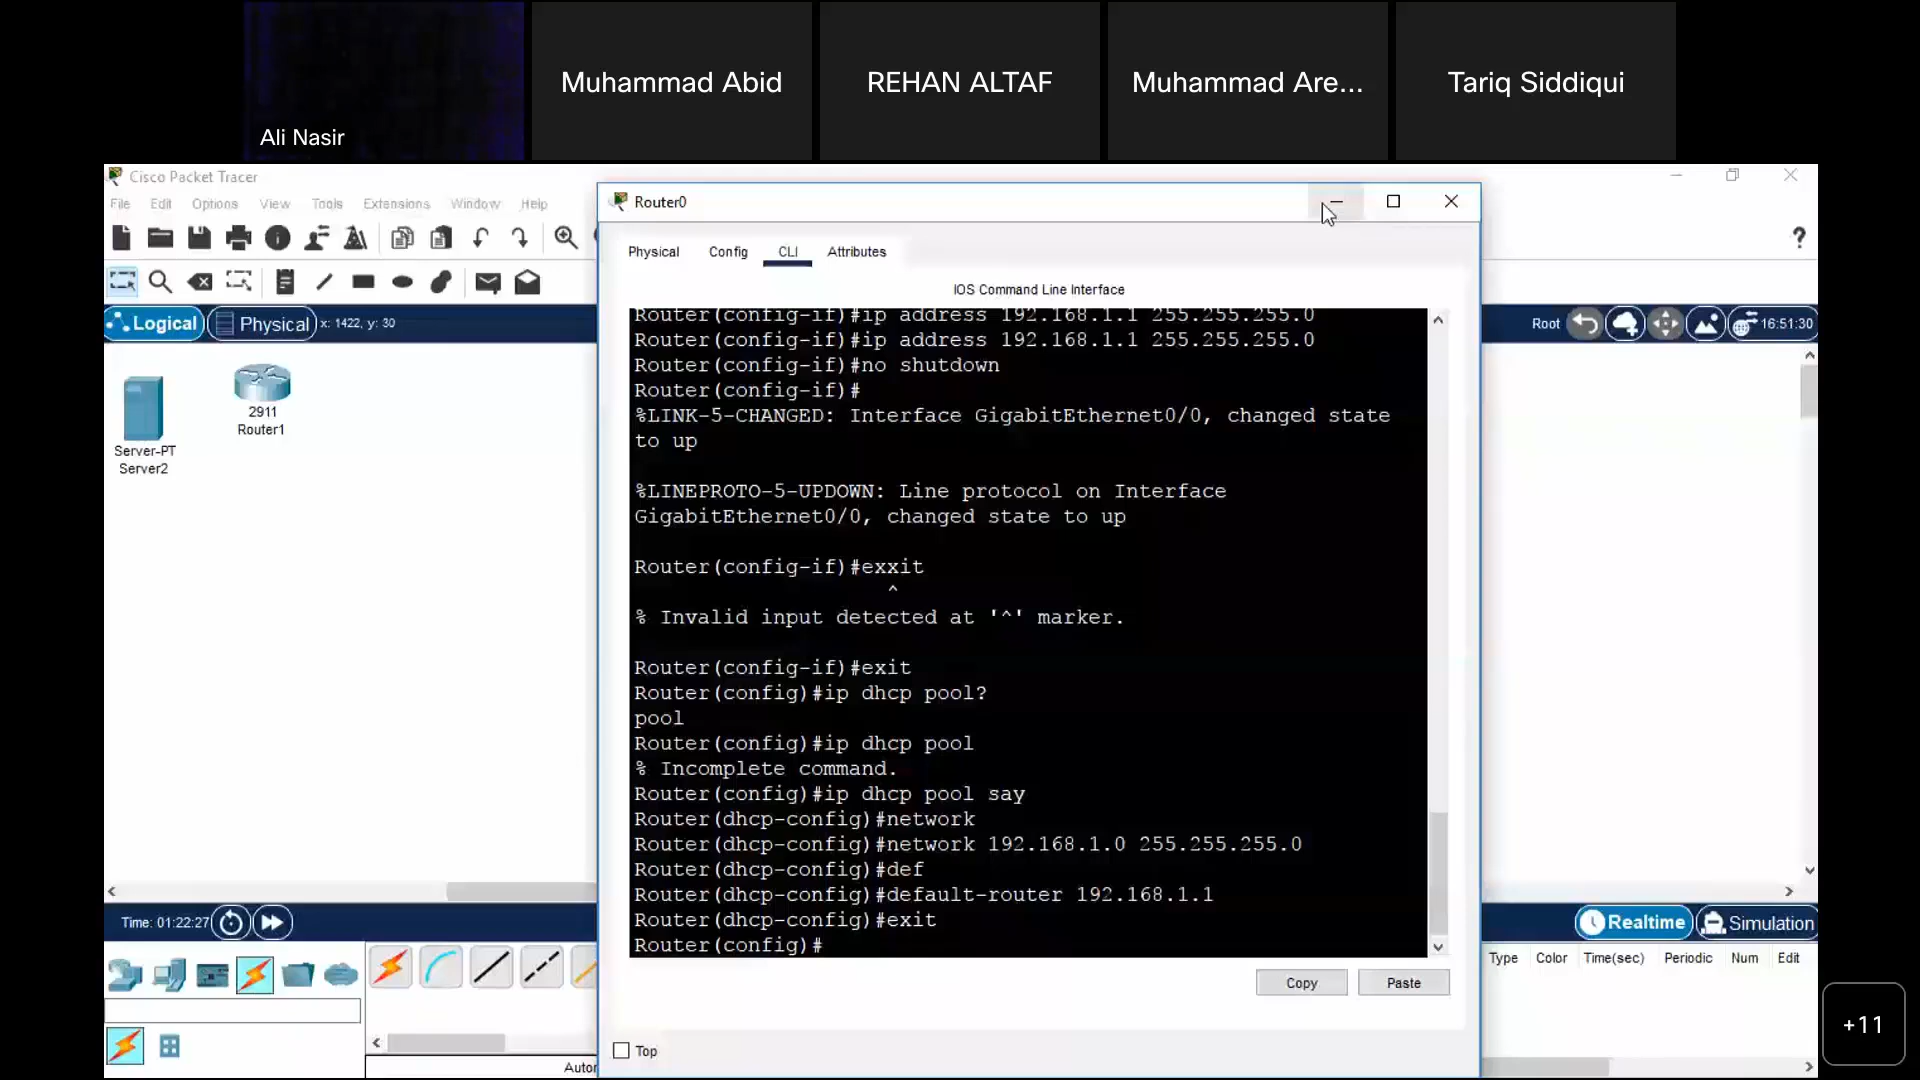 Ali Nasir
Muhammad Abid
REHAN ALTAF
Muhammad Are...
Tariq Siddiqui
Cisco Packet Tracer
File Edit Options View Tools Extensions Window Help
Logical
Physical
x: 1422, y: 30
Root
16:51:30
Server-PT
Server2
2911
Router1
Router0
Physical Config CLI Attributes
IOS Command Line Interface
Router(config-if)#ip address 192.168.1.1 255.255.255.0
Router(config-if)#ip address 192.168.1.1 255.255.255.0
Router(config-if)#no shutdown
Router(config-if)#
%LINK-5-CHANGED: Interface GigabitEthernet0/0, changed state
to up
%LINEPROTO-5-UPDOWN: Line protocol on Interface
GigabitEthernet0/0, changed state to up
Router(config-if)#exxit
^
% Invalid input detected at '^' marker.
Router(config-if)#exit
Router(config)#ip dhcp pool?
pool
Router(config)#ip dhcp pool
% Incomplete command.
Router(config)#ip dhcp pool say
Router(dhcp-config)#network
Router(dhcp-config)#network 192.168.1.0 255.255.255.0
Router(dhcp-config)#def
Router(dhcp-config)#default-router 192.168.1.1
Router(dhcp-config)#exit
Router(config)#
Copy
Paste
Top
Time: 01:22:27
Realtime
Simulation
Type Color Time(sec) Periodic Num Edit
+11